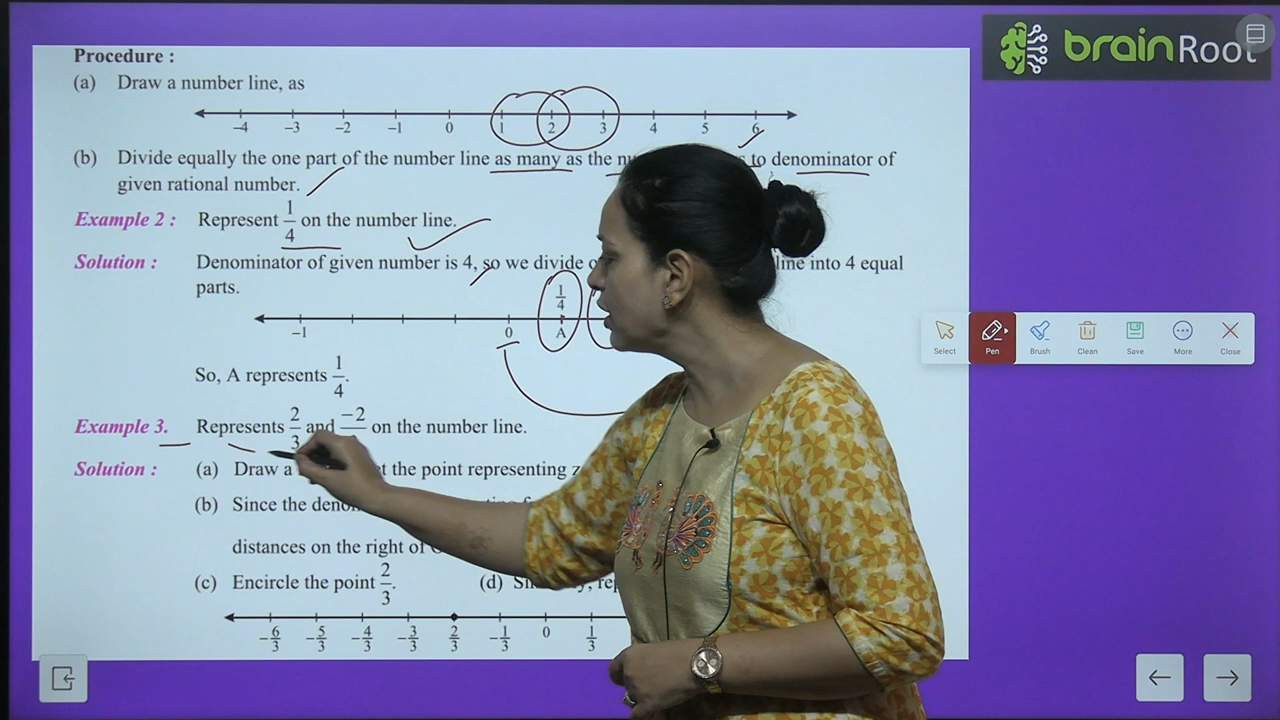 brainRoot
Procedure :
(a) Draw a number line, as
−4 −3 −2 −1 0 1 2 3 4 5 6
(b) Divide equally the one part of the number line as many as the to denominator of
given rational number.
Example 2 : Represent 1/4 on the number line.
Solution : Denominator of given number is 4, so we divide line into 4 equal
parts.
1/4
−1 0 A
So, A represents 1/4.
Example 3. Represents 2/3 and −2 on the number line.
Solution : (a) Draw a the point representing
(b) Since the
distances on the right of
(c) Encircle the point 2/3. (d)
−6/3 −5/3 −4/3 −3/3 2/3 −1/3 0 1/3
Select Pen Brush Clean Save More Close